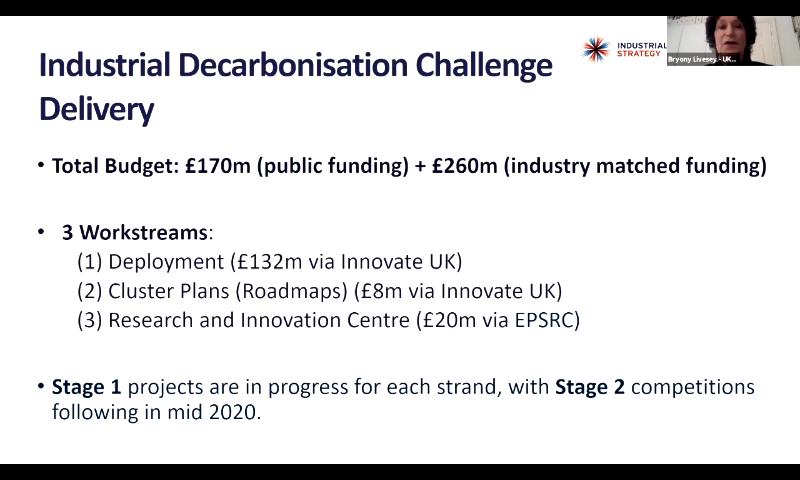 Industrial Decarbonisation Challenge
Delivery
INDUSTRIAL
STRATEGY
Bryony Livesey - UK...
• Total Budget: £170m (public funding) + £260m (industry matched funding)
• 3 Workstreams:
(1) Deployment (£132m via Innovate UK)
(2) Cluster Plans (Roadmaps) (£8m via Innovate UK)
(3) Research and Innovation Centre (£20m via EPSRC)
• Stage 1 projects are in progress for each strand, with Stage 2 competitions
following in mid 2020.